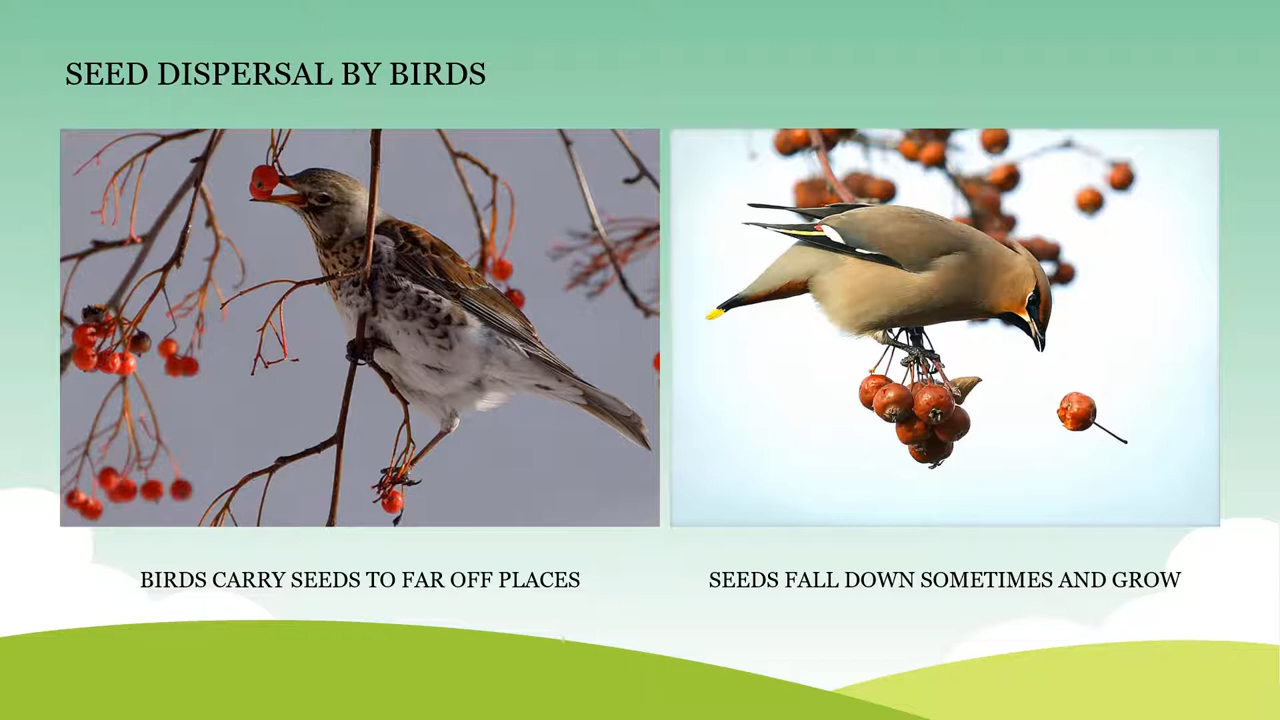 SEED DISPERSAL BY BIRDS
BIRDS CARRY SEEDS TO FAR OFF PLACES
SEEDS FALL DOWN SOMETIMES AND GROW